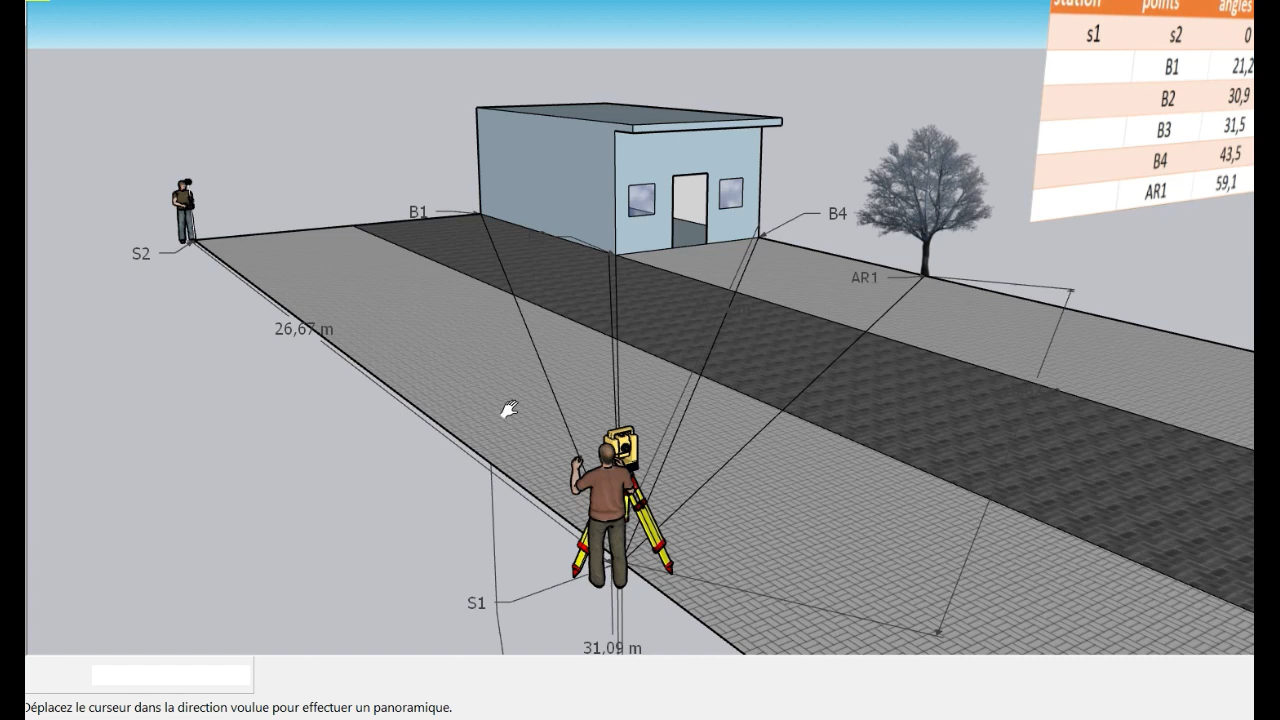 station points angles
s1 s2 0
B1 21,2
B2 30,9
B3 31,5
B4 43,5
AR1 59,1
B1
B4
S2
AR1
26,67 m
S1
31,09 m
Déplacez le curseur dans la direction voulue pour effectuer un panoramique.